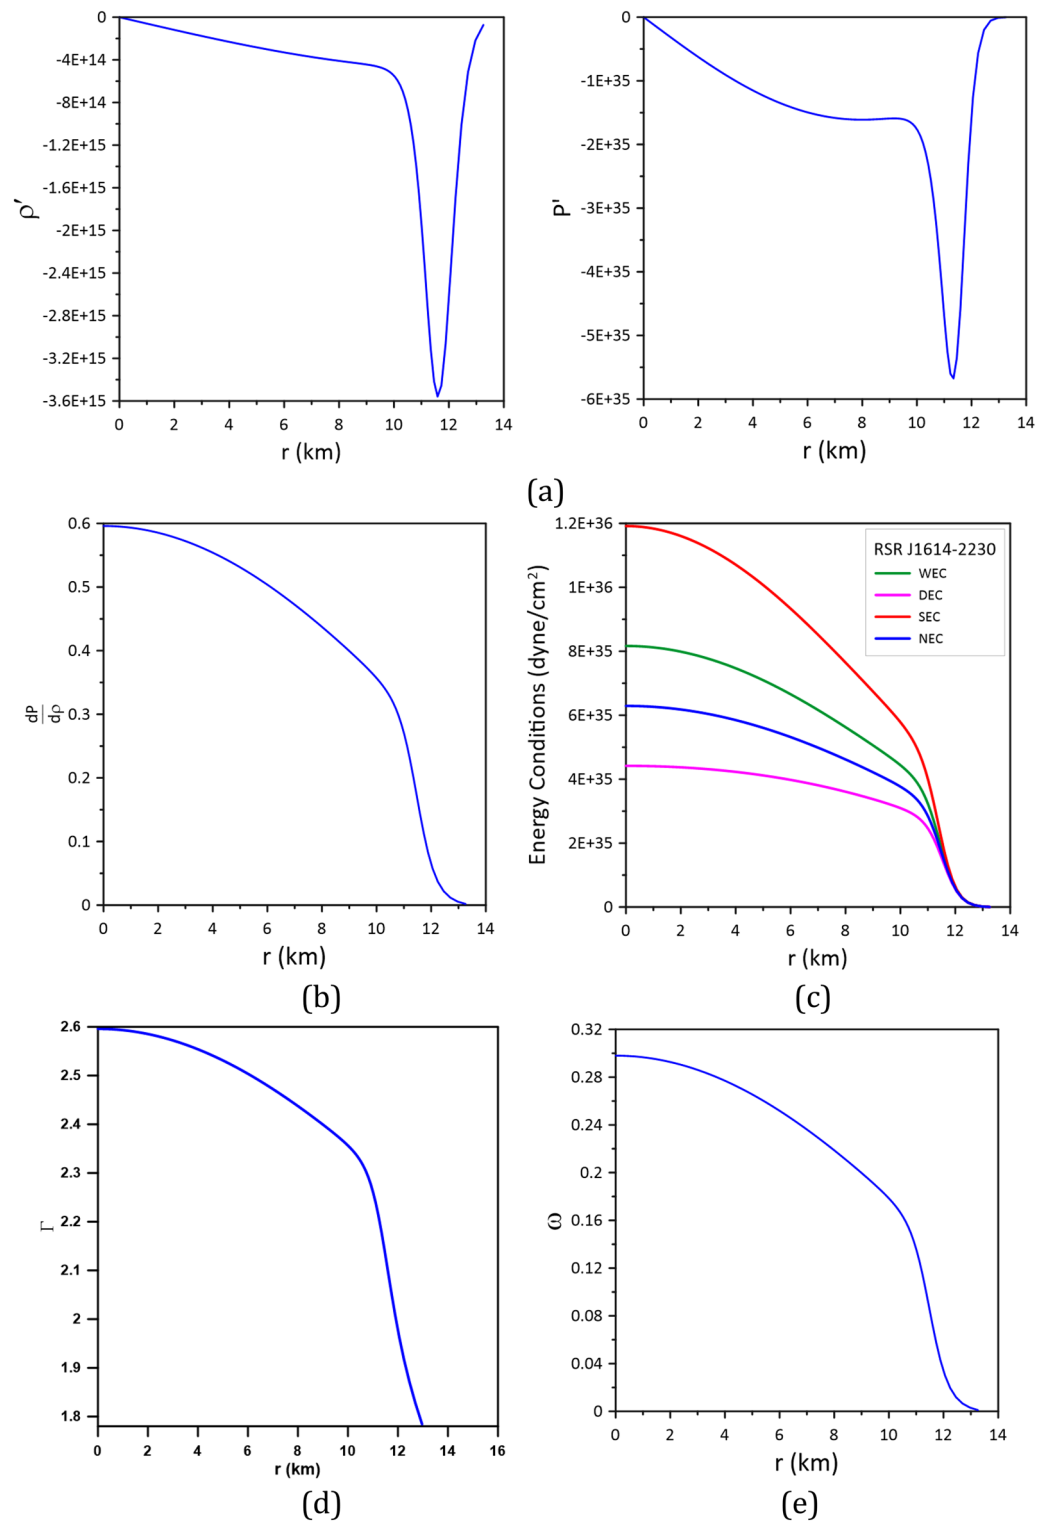 0
-4E+14
-8E+14
-1.2E+15
-1.6E+15
-2E+15
-2.4E+15
-2.8E+15
-3.2E+15
-3.6E+15
ρ′
0 2 4 6 8 10 12 14
r (km)
0
-1E+35
-2E+35
-3E+35
-4E+35
-5E+35
-6E+35
P'
0 2 4 6 8 10 12 14
r (km)
(a)
0.6
0.5
0.4
0.3
0.2
0.1
0
dP
dρ
0 2 4 6 8 10 12 14
r (km)
(b)
1.2E+36
1E+36
8E+35
6E+35
4E+35
2E+35
0
Energy Conditions (dyne/cm²)
RSR J1614-2230
WEC
DEC
SEC
NEC
0 2 4 6 8 10 12 14
r (km)
(c)
2.6
2.5
2.4
2.3
2.2
2.1
2
1.9
1.8
Γ
0 2 4 6 8 10 12 14 16
r (km)
(d)
0.32
0.28
0.24
0.2
0.16
0.12
0.08
0.04
0
ω
0 2 4 6 8 10 12 14
r (km)
(e)